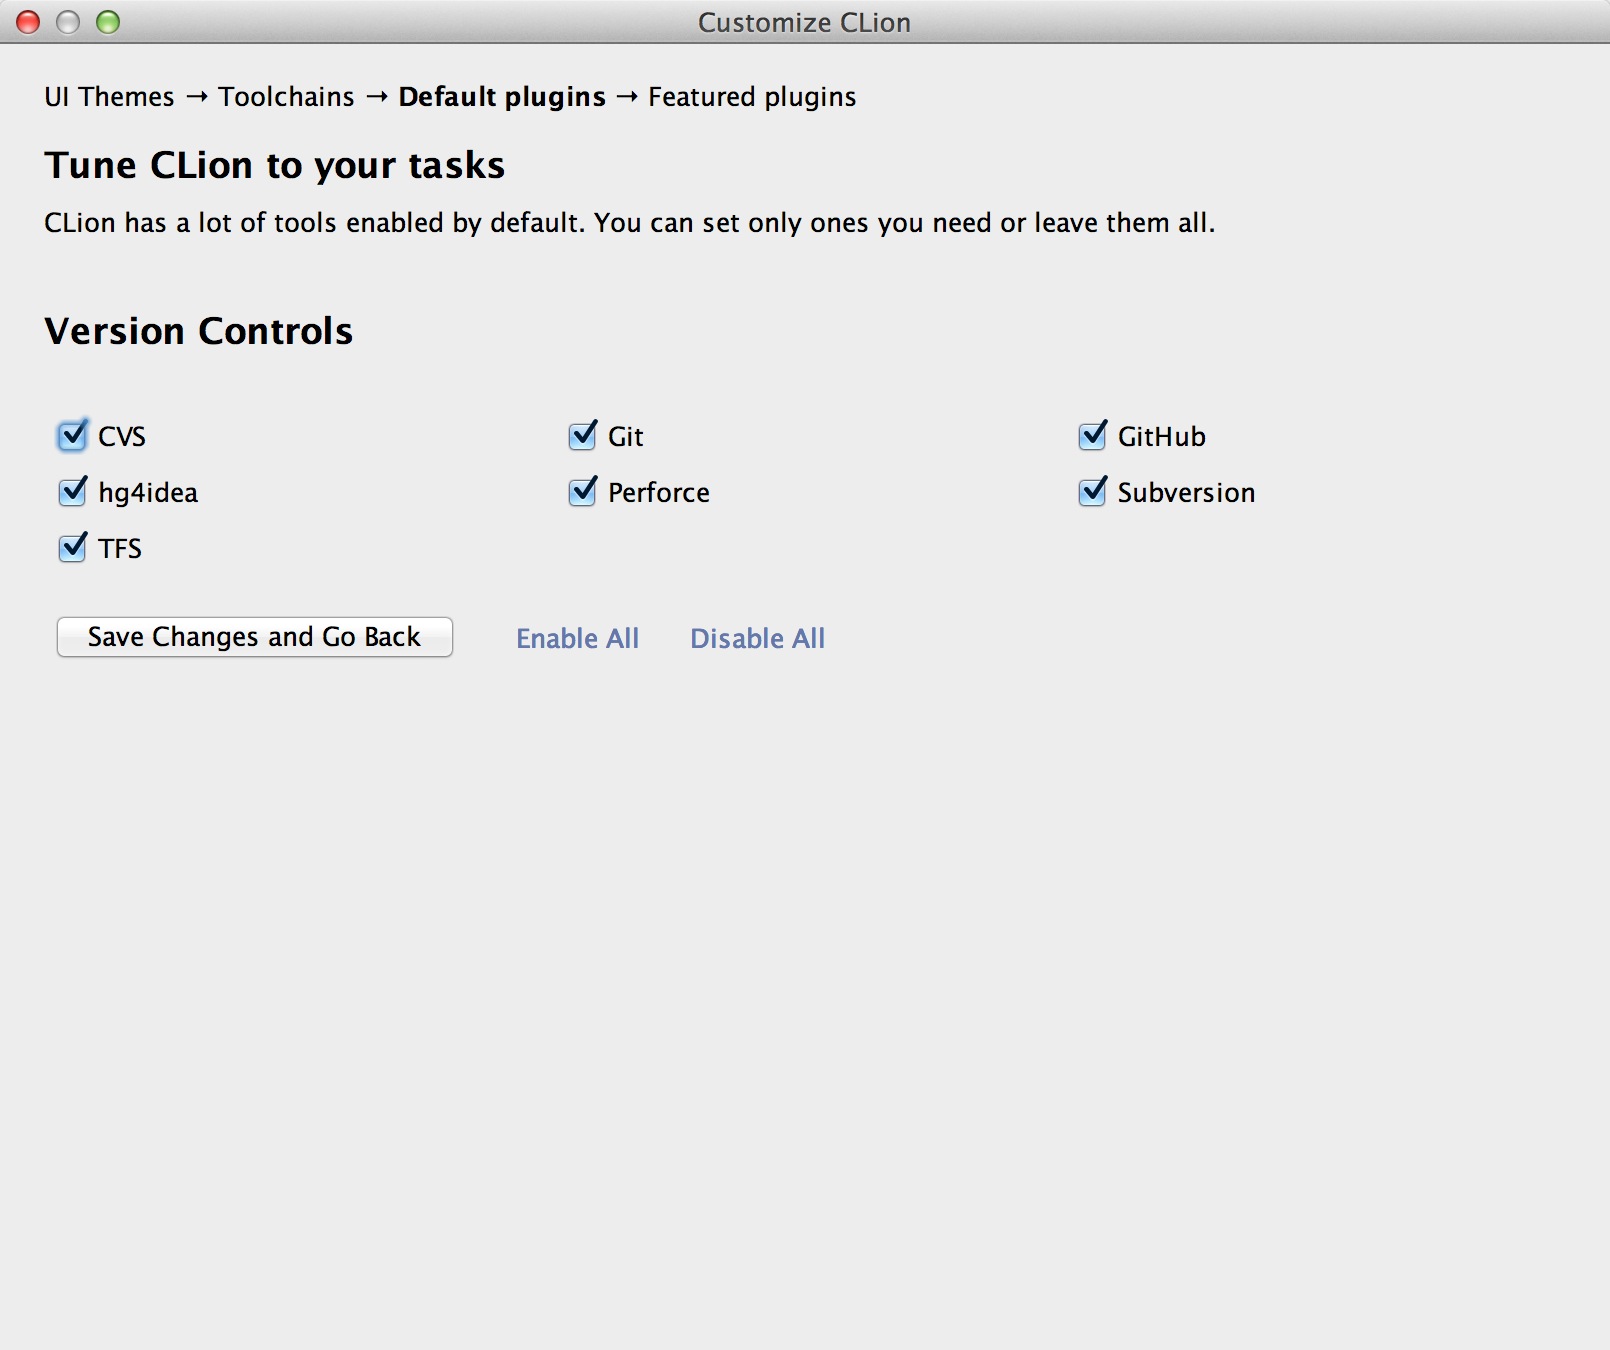 Customize CLion
UI Themes → Toolchains → Default plugins → Featured plugins
Tune CLion to your tasks
CLion has a lot of tools enabled by default. You can set only ones you need or leave them all.
Version Controls
CVS Git GitHub
hg4idea Perforce Subversion
TFS
Save Changes and Go Back Enable All Disable All